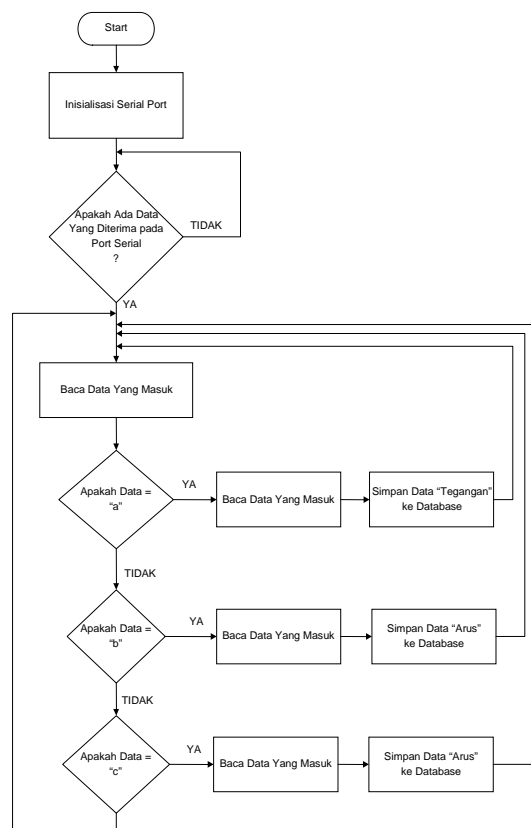 Start
Inisialisasi Serial Port
Apakah Ada Data
Yang Diterima pada
Port Serial
?
TIDAK
YA
Baca Data Yang Masuk
Apakah Data =
“a”
YA
Baca Data Yang Masuk
Simpan Data “Tegangan”
ke Database
TIDAK
Apakah Data =
“b”
YA
Baca Data Yang Masuk
Simpan Data “Arus”
ke Database
TIDAK
Apakah Data =
“c”
YA
Baca Data Yang Masuk
Simpan Data “Arus”
ke Database